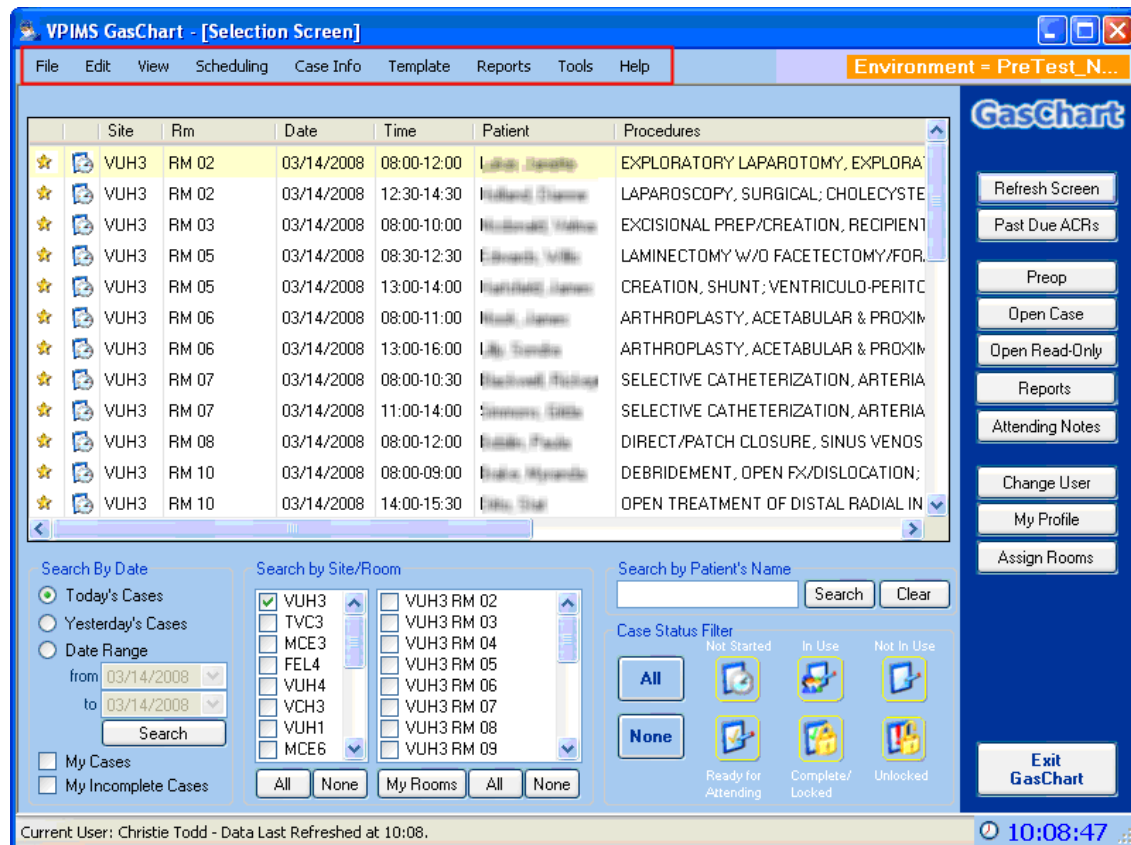 VPIMS GasChart - [Selection Screen]
File Edit View Scheduling Case Info Template Reports Tools Help
Environment = PreTest_N...
GasChart
Site Rm Date Time Patient Procedures
VUH3 RM 02 03/14/2008 08:00-12:00 EXPLORATORY LAPAROTOMY, EXPLORA
VUH3 RM 02 03/14/2008 12:30-14:30 LAPAROSCOPY, SURGICAL; CHOLECYSTE
VUH3 RM 03 03/14/2008 08:00-10:00 EXCISIONAL PREP/CREATION, RECIPIENT
VUH3 RM 05 03/14/2008 08:30-12:30 LAMINECTOMY W/O FACETECTOMY/FOR
VUH3 RM 05 03/14/2008 13:00-14:00 CREATION, SHUNT; VENTRICULO-PERITO
VUH3 RM 06 03/14/2008 08:00-11:00 ARTHROPLASTY, ACETABULAR & PROXIM
VUH3 RM 06 03/14/2008 13:00-16:00 ARTHROPLASTY, ACETABULAR & PROXIM
VUH3 RM 07 03/14/2008 08:00-10:30 SELECTIVE CATHETERIZATION, ARTERIA
VUH3 RM 07 03/14/2008 11:00-14:00 SELECTIVE CATHETERIZATION, ARTERIA
VUH3 RM 08 03/14/2008 08:00-12:00 DIRECT/PATCH CLOSURE, SINUS VENOS
VUH3 RM 10 03/14/2008 08:00-09:00 DEBRIDEMENT, OPEN FX/DISLOCATION;
VUH3 RM 10 03/14/2008 14:00-15:30 OPEN TREATMENT OF DISTAL RADIAL IN
Refresh Screen
Past Due ACRs
Preop
Open Case
Open Read-Only
Reports
Attending Notes
Change User
My Profile
Assign Rooms
Exit
GasChart
Search By Date
Today's Cases
Yesterday's Cases
Date Range
from 03/14/2008
to 03/14/2008
Search
My Cases
My Incomplete Cases
Search by Site/Room
VUH3
TVC3
MCE3
FEL4
VUH4
VCH3
VUH1
MCE6
All None
VUH3 RM 02
VUH3 RM 03
VUH3 RM 04
VUH3 RM 05
VUH3 RM 06
VUH3 RM 07
VUH3 RM 08
VUH3 RM 09
My Rooms All None
Search by Patient's Name
Search Clear
Case Status Filter
Not Started In Use Not In Use
All
None
Ready for
Attending
Complete/
Locked
Unlocked
Current User: Christie Todd - Data Last Refreshed at 10:08.
10:08:47